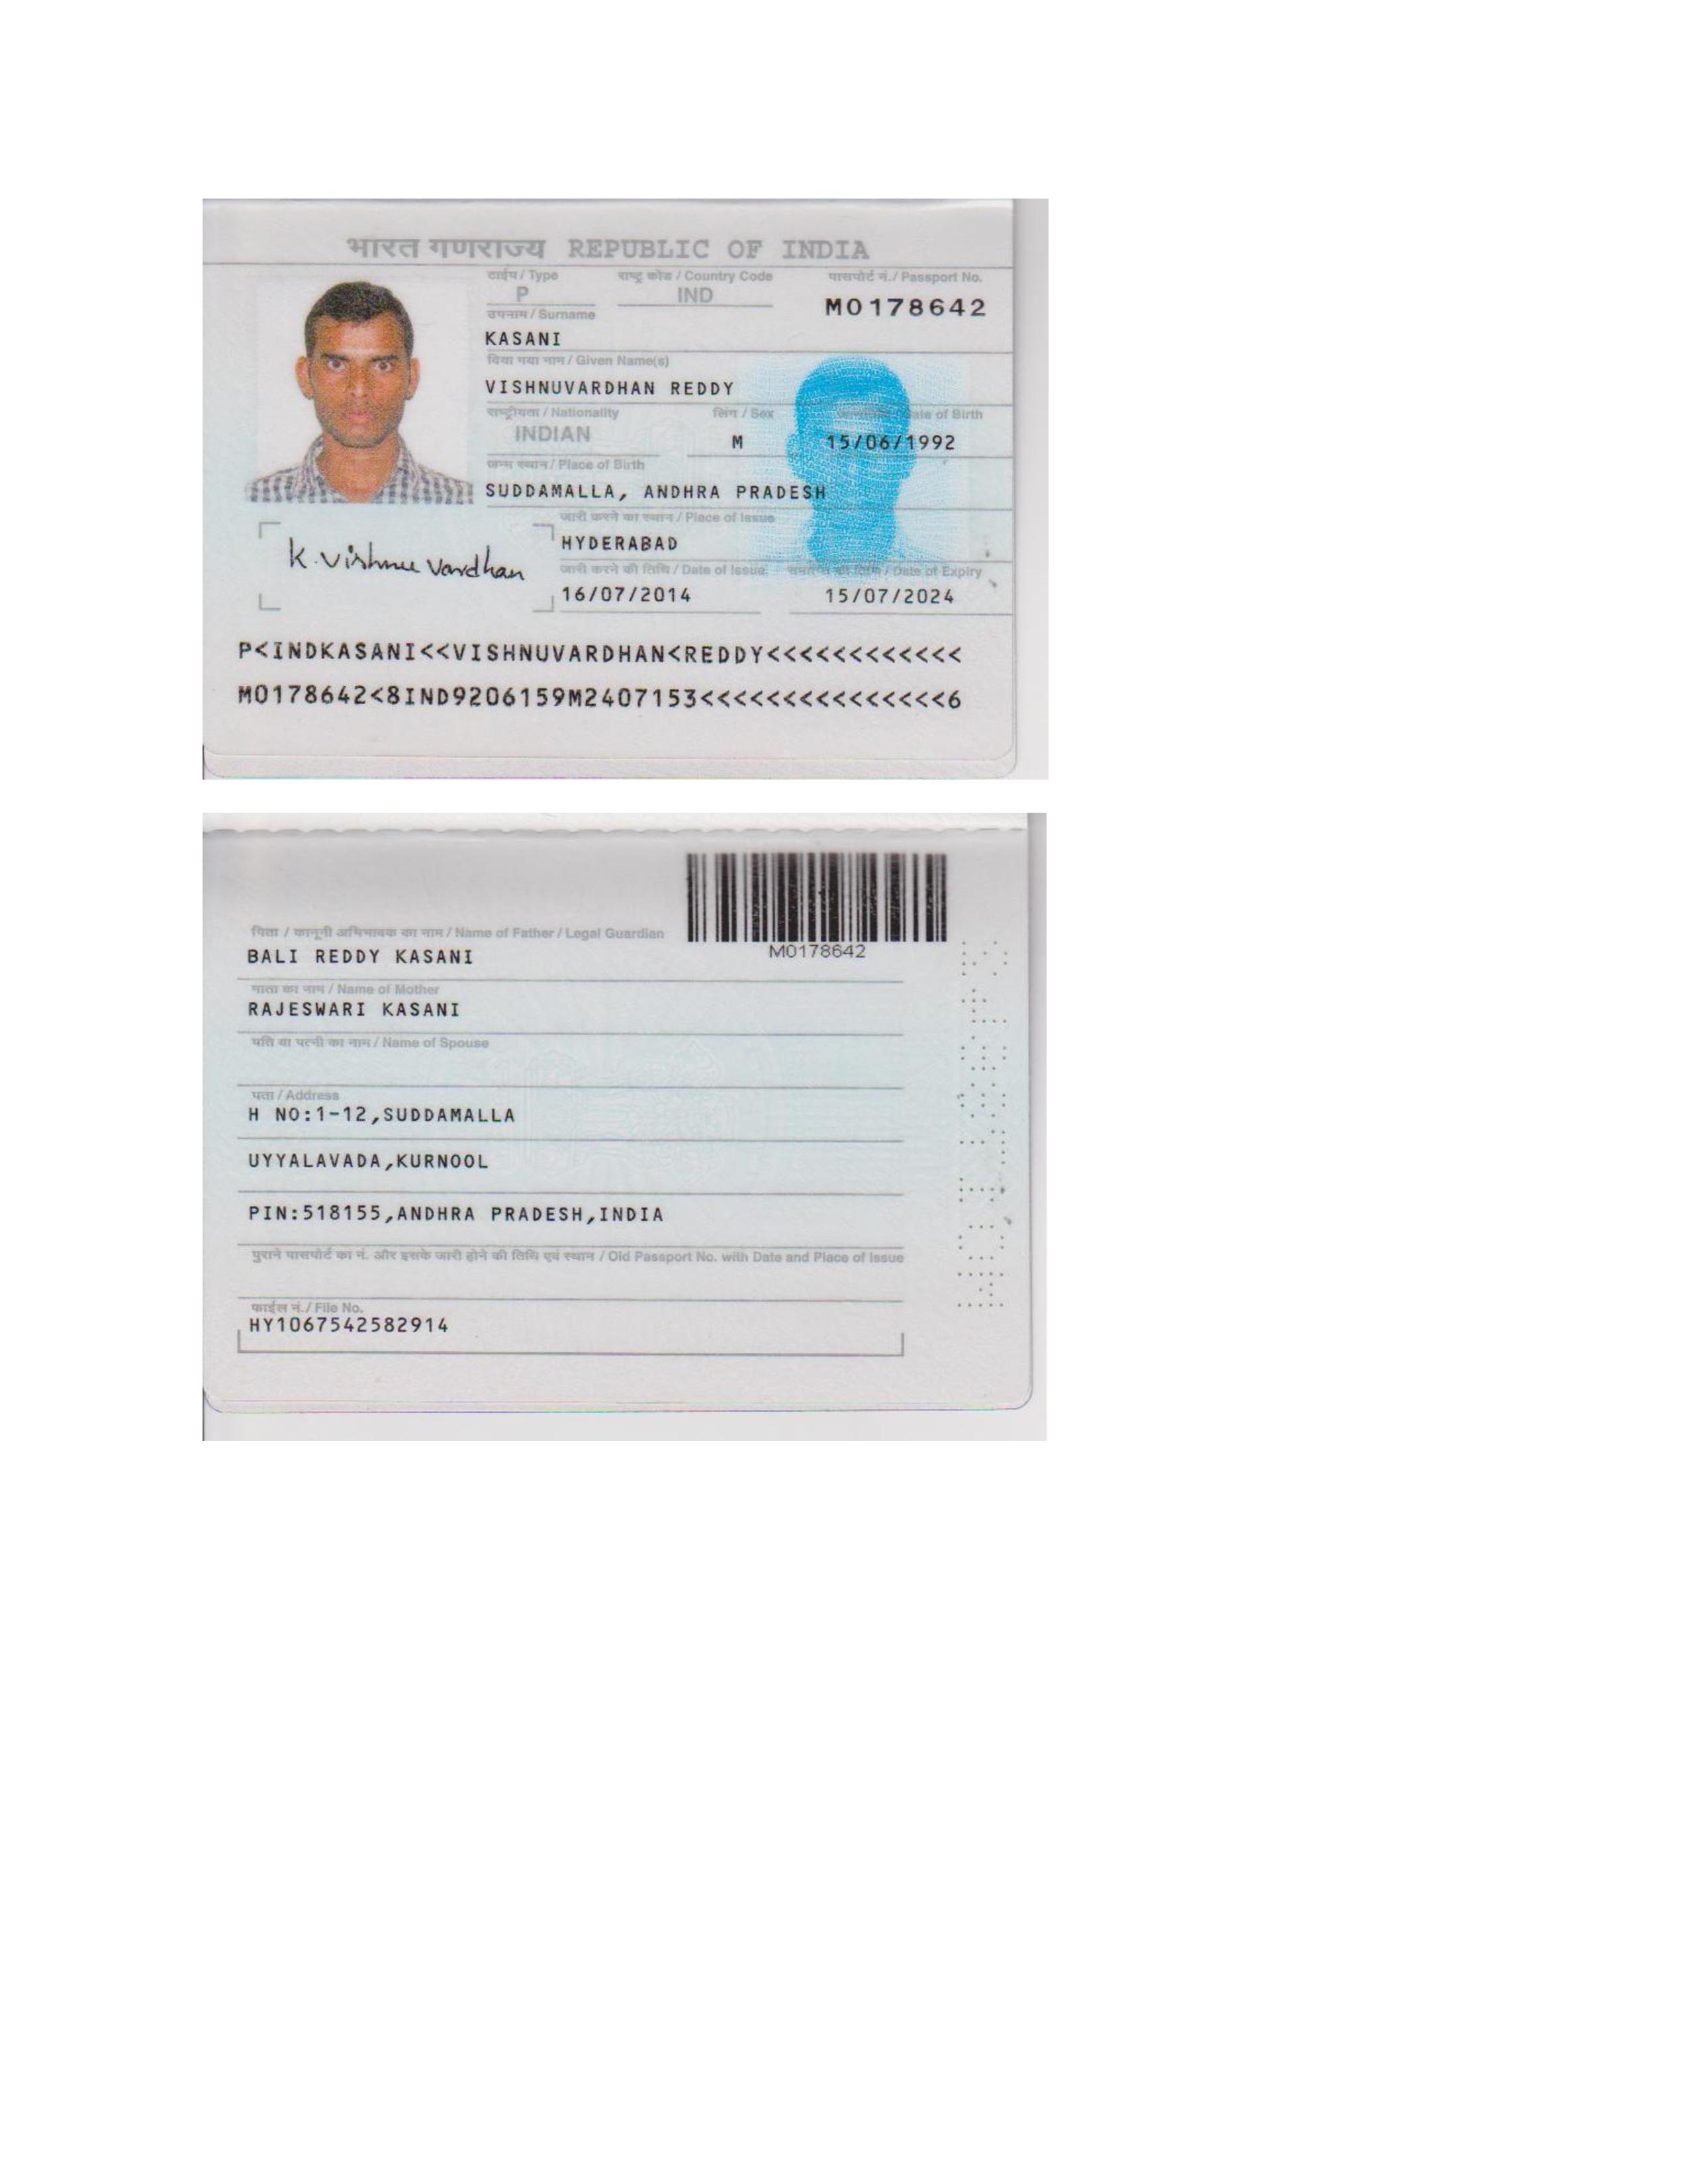 भारत गणराज्य REPUBLIC OF INDIA
टाईप / Type राष्ट्र कोड / Country Code पासपोर्ट नं. / Passport No.
P IND M0178642
उपनाम / Surname
KASANI
दिया गया नाम / Given Name(s)
VISHNUVARDHAN REDDY
राष्ट्रीयता / Nationality लिंग / Sex Date of Birth
INDIAN M 15/06/1992
जन्म स्थान / Place of Birth
SUDDAMALLA, ANDHRA PRADESH
जारी करने का स्थान / Place of Issue
HYDERABAD
K. Vishnu Vardhan
जारी करने की तिथि / Date of Issue समाप्ति की तिथि / Date of Expiry
16/07/2014 15/07/2024
P<INDKASANI<<VISHNUVARDHAN<REDDY<<<<<<<<<<<<
M0178642<8IND9206159M2407153<<<<<<<<<<<<<<<6
M0178642
पिता / कानूनी अभिभावक का नाम / Name of Father / Legal Guardian
BALI REDDY KASANI
माता का नाम / Name of Mother
RAJESWARI KASANI
पति या पत्नी का नाम / Name of Spouse
पता / Address
H NO:1-12,SUDDAMALLA
UYYALAVADA,KURNOOL
PIN:518155,ANDHRA PRADESH,INDIA
पुराने पासपोर्ट का नं. और इसके जारी होने की तिथि एवं स्थान / Old Passport No. with Date and Place of Issue
फाईल नं. / File No.
HY1067542582914